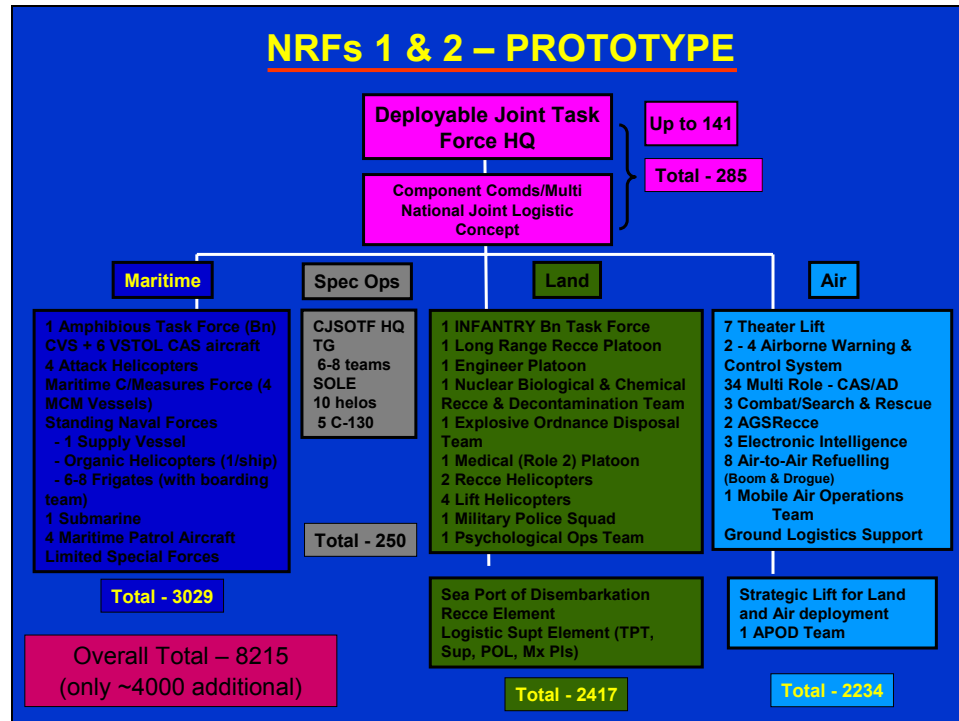 NRFs 1 & 2 – PROTOTYPE
Deployable Joint Task
Force HQ
Up to 141
Total - 285
Component Comds/Multi
National Joint Logistic
Concept
Maritime
1 Amphibious Task Force (Bn)
CVS + 6 VSTOL CAS aircraft
4 Attack Helicopters
Maritime C/Measures Force (4
MCM Vessels)
Standing Naval Forces
- 1 Supply Vessel
- Organic Helicopters (1/ship)
- 6-8 Frigates (with boarding
team)
1 Submarine
4 Maritime Patrol Aircraft
Limited Special Forces
Total - 3029
Spec Ops
CJSOTF HQ
TG
6-8 teams
SOLE
10 helos
5 C-130
Total - 250
Land
1 INFANTRY Bn Task Force
1 Long Range Recce Platoon
1 Engineer Platoon
1 Nuclear Biological & Chemical
Recce & Decontamination Team
1 Explosive Ordnance Disposal
Team
1 Medical (Role 2) Platoon
2 Recce Helicopters
4 Lift Helicopters
1 Military Police Squad
1 Psychological Ops Team
Sea Port of Disembarkation
Recce Element
Logistic Supt Element (TPT,
Sup, POL, Mx Pls)
Total - 2417
Air
7 Theater Lift
2 - 4 Airborne Warning &
Control System
34 Multi Role - CAS/AD
3 Combat/Search & Rescue
2 AGSRecce
3 Electronic Intelligence
8 Air-to-Air Refuelling
(Boom & Drogue)
1 Mobile Air Operations
Team
Ground Logistics Support
Strategic Lift for Land
and Air deployment
1 APOD Team
Total - 2234
Overall Total – 8215
(only ~4000 additional)